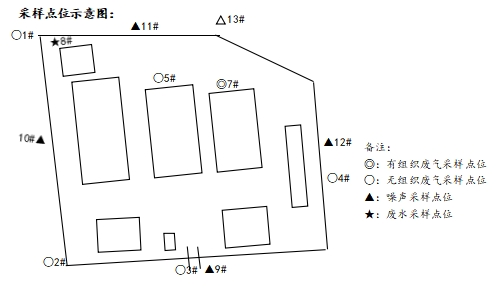 采样点位示意图：
△13#
▲11#
○1#
★8#
○5#
◎7#
10#▲
▲12#
备注：
◎：有组织废气采样点位
○：无组织废气采样点位
○4#
▲：噪声采样点位
★：废水采样点位
○2#
○3#
▲9#